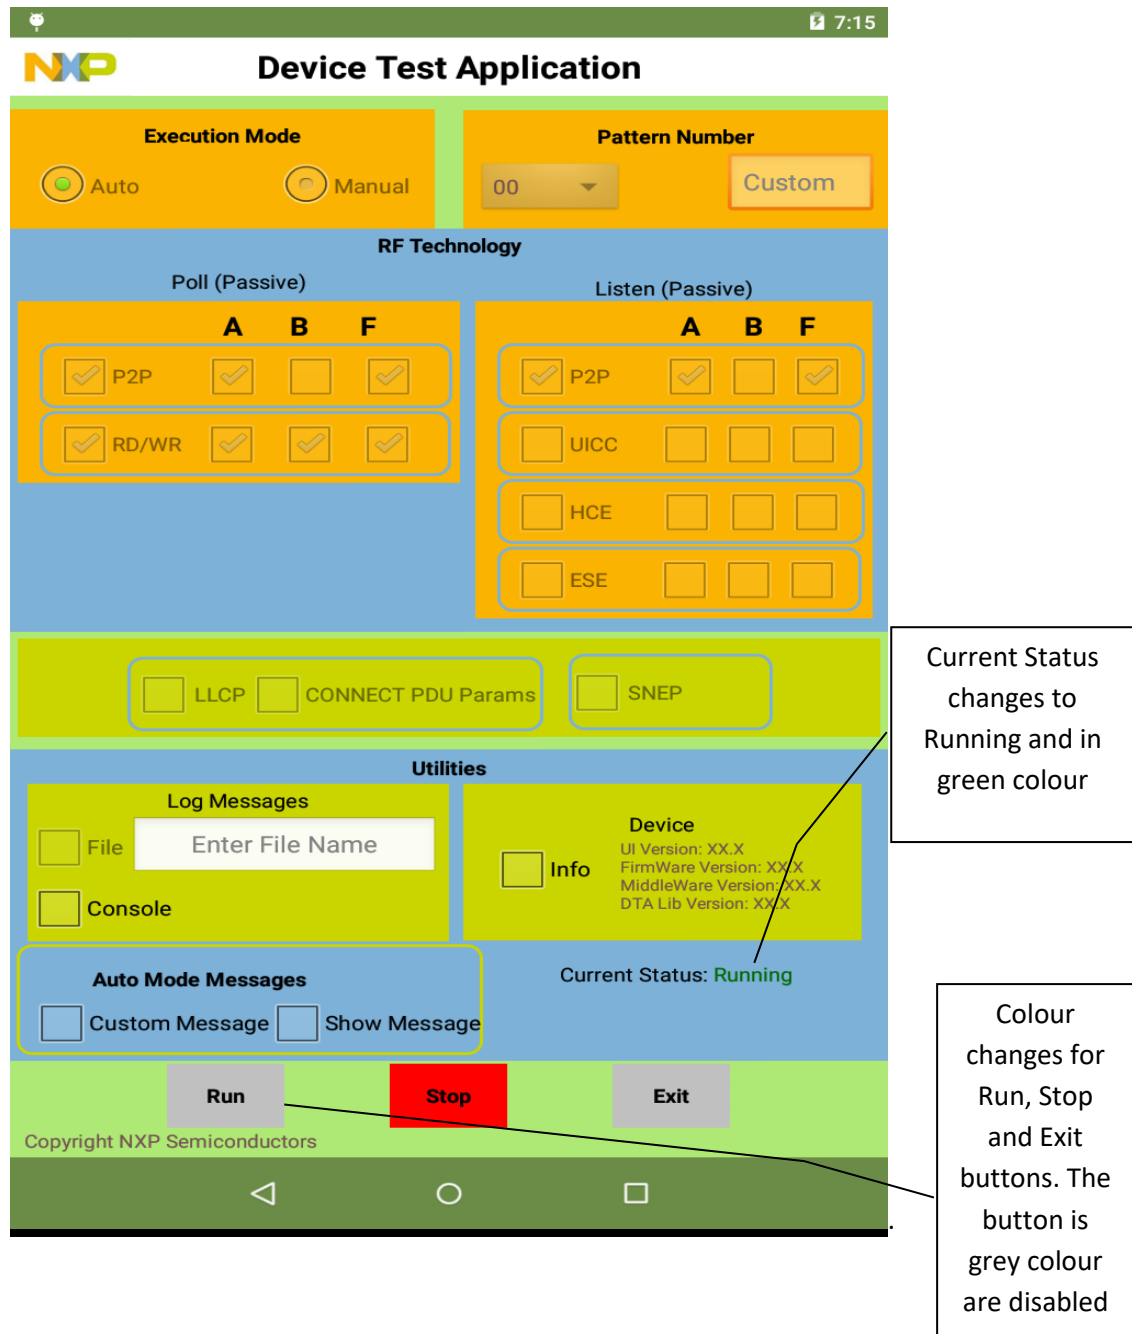 7:15
NXP
Device Test Application
Execution Mode
Auto
Manual
Pattern Number
00
Custom
RF Technology
Poll (Passive)
A B F
P2P
RD/WR
Listen (Passive)
A B F
P2P
UICC
HCE
ESE
LLCP
CONNECT PDU Params
SNEP
Utilities
Log Messages
File
Enter File Name
Console
Device
Info
UI Version: XX.X
FirmWare Version: XX.X
MiddleWare Version: XX.X
DTA Lib Version: XX.X
Auto Mode Messages
Custom Message
Show Message
Current Status: Running
Run
Stop
Exit
Copyright NXP Semiconductors
.
Current Status
changes to
Running and in
green colour
Colour
changes for
Run, Stop
and Exit
buttons. The
button is
grey colour
are disabled